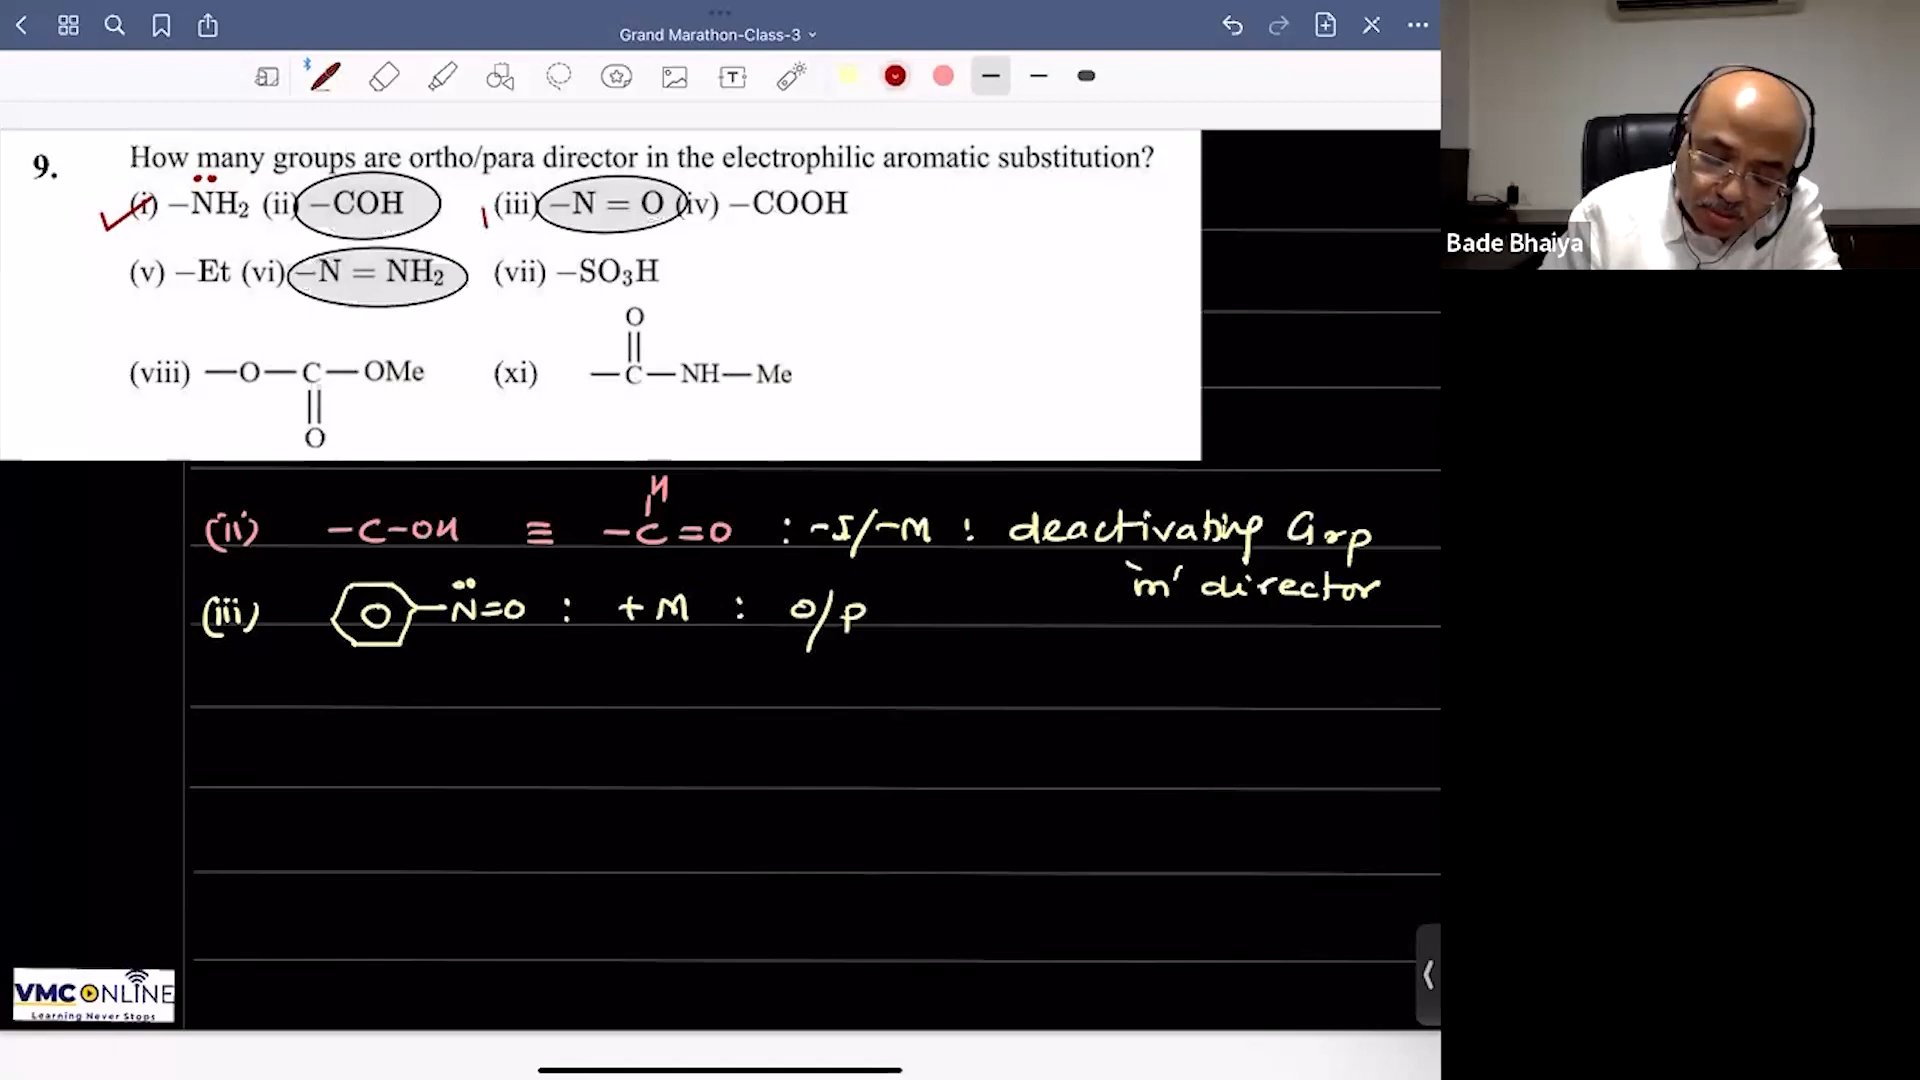 Grand Marathon-Class-3
9. How many groups are ortho/para director in the electrophilic aromatic substitution?
(i) –NH₂ (ii) –COH (iii) –N = O (iv) –COOH
(v) –Et (vi) –N = NH₂ (vii) –SO₃H
O
(viii) —O—C—OMe (xi) —C—NH—Me
O
H
(ii) -C-OH ≡ -C=O : -I/-M : deactivating Grp
'm' director
(iii) -N=O : +M : o/p
Bade Bhaiya
VMC ONLINE
Learning Never Stops